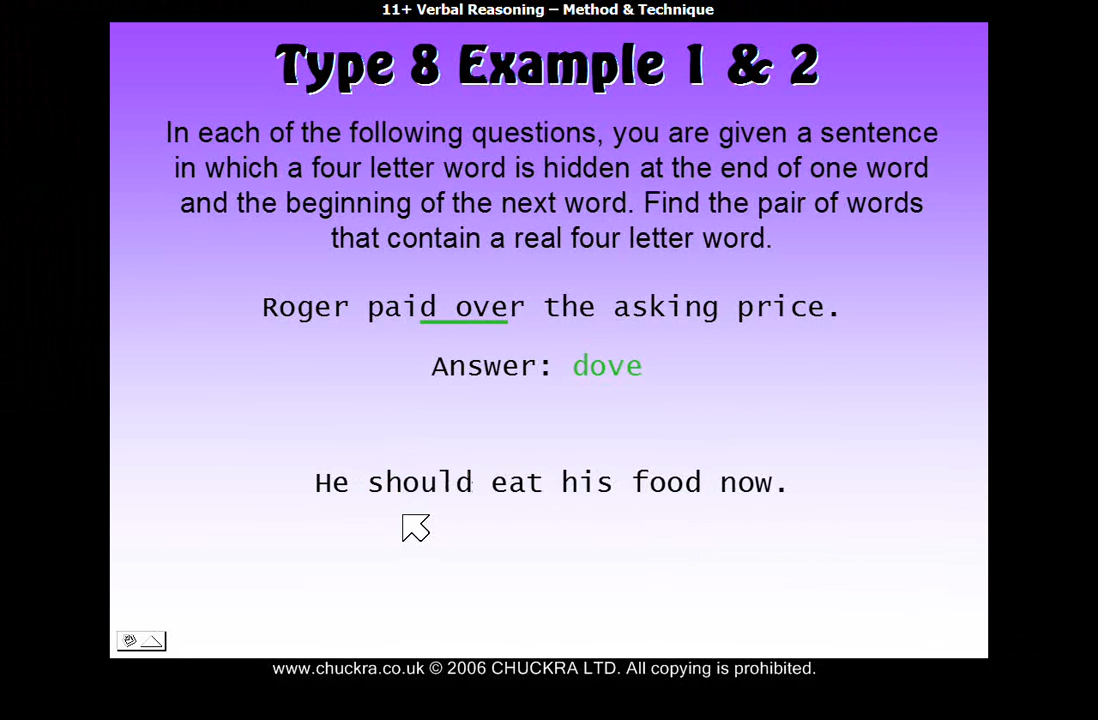 11+ Verbal Reasoning – Method & Technique
Type 8 Example 1 & 2
In each of the following questions, you are given a sentence
in which a four letter word is hidden at the end of one word
and the beginning of the next word. Find the pair of words
that contain a real four letter word.
Roger paid over the asking price.
Answer: dove
He should eat his food now.
www.chuckra.co.uk © 2006 CHUCKRA LTD. All copying is prohibited.